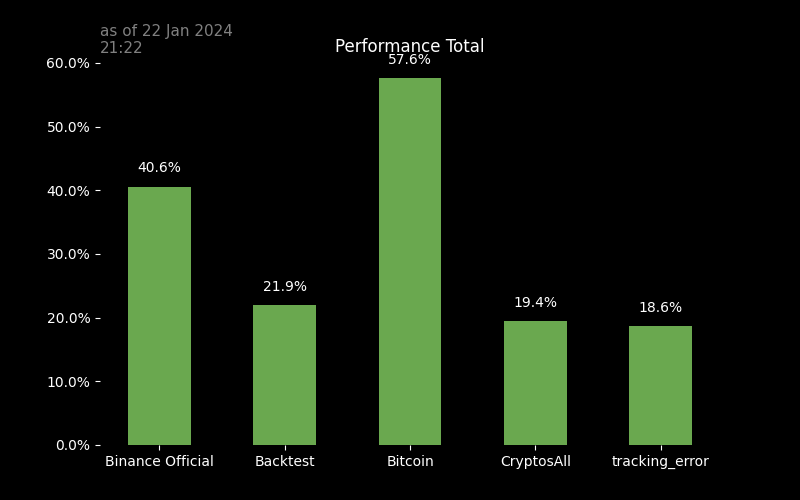 as of 22 Jan 2024
21:22
Performance Total
60.0%
50.0%
40.0%
30.0%
20.0%
10.0%
0.0%
40.6%
21.9%
57.6%
19.4%
18.6%
Binance Official
Backtest
Bitcoin
CryptosAll
tracking_error